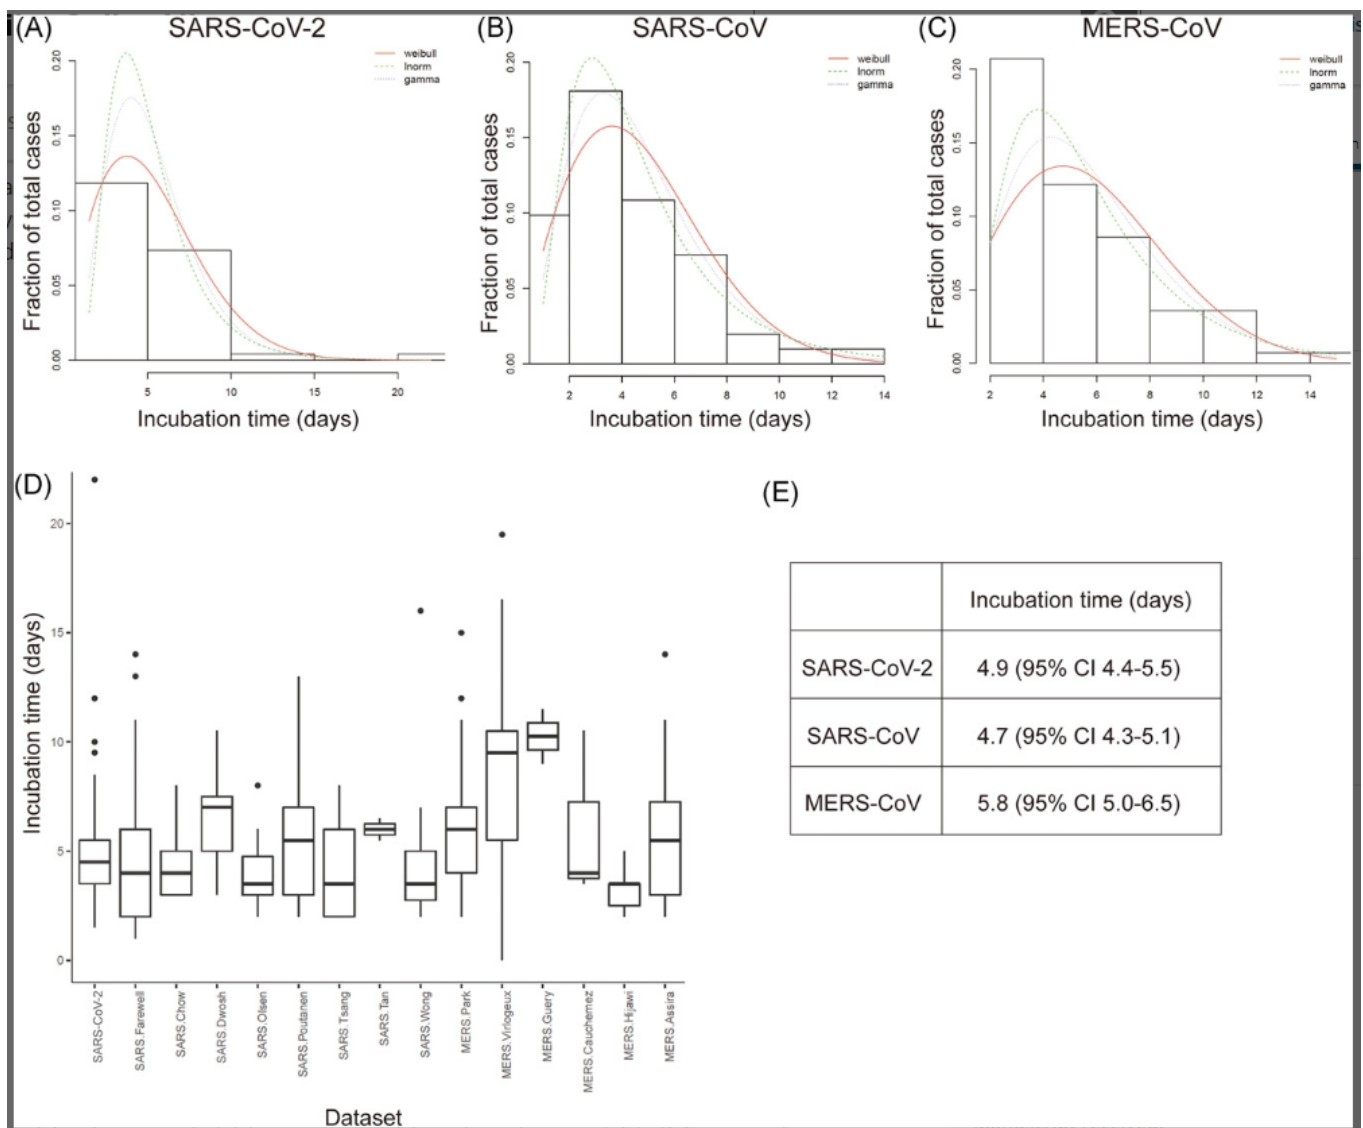 (A) SARS-CoV-2
Fraction of total cases
0.20
0.15
0.10
0.05
0.00
weibull
lnorm
gamma
5 10 15 20
Incubation time (days)
(B) SARS-CoV
Fraction of total cases
0.20
0.15
0.10
0.05
0.00
weibull
lnorm
gamma
2 4 6 8 10 12 14
Incubation time (days)
(C) MERS-CoV
Fraction of total cases
0.20
0.15
0.10
0.05
0.00
weibull
lnorm
gamma
2 4 6 8 10 12 14
Incubation time (days)
(D)
Incubation time (days)
20
15
10
5
0
SARS-CoV-2
SARS.Farewell
SARS.Chow
SARS.Dwosh
SARS.Olsen
SARS.Poutanen
SARS.Tsang
SARS.Tan
SARS.Wong
MERS.Park
MERS.Virlogeux
MERS.Guery
MERS.Cauchemez
MERS.Hijawi
MERS.Assira
Dataset
(E)
Incubation time (days)
SARS-CoV-2 4.9 (95% CI 4.4-5.5)
SARS-CoV 4.7 (95% CI 4.3-5.1)
MERS-CoV 5.8 (95% CI 5.0-6.5)